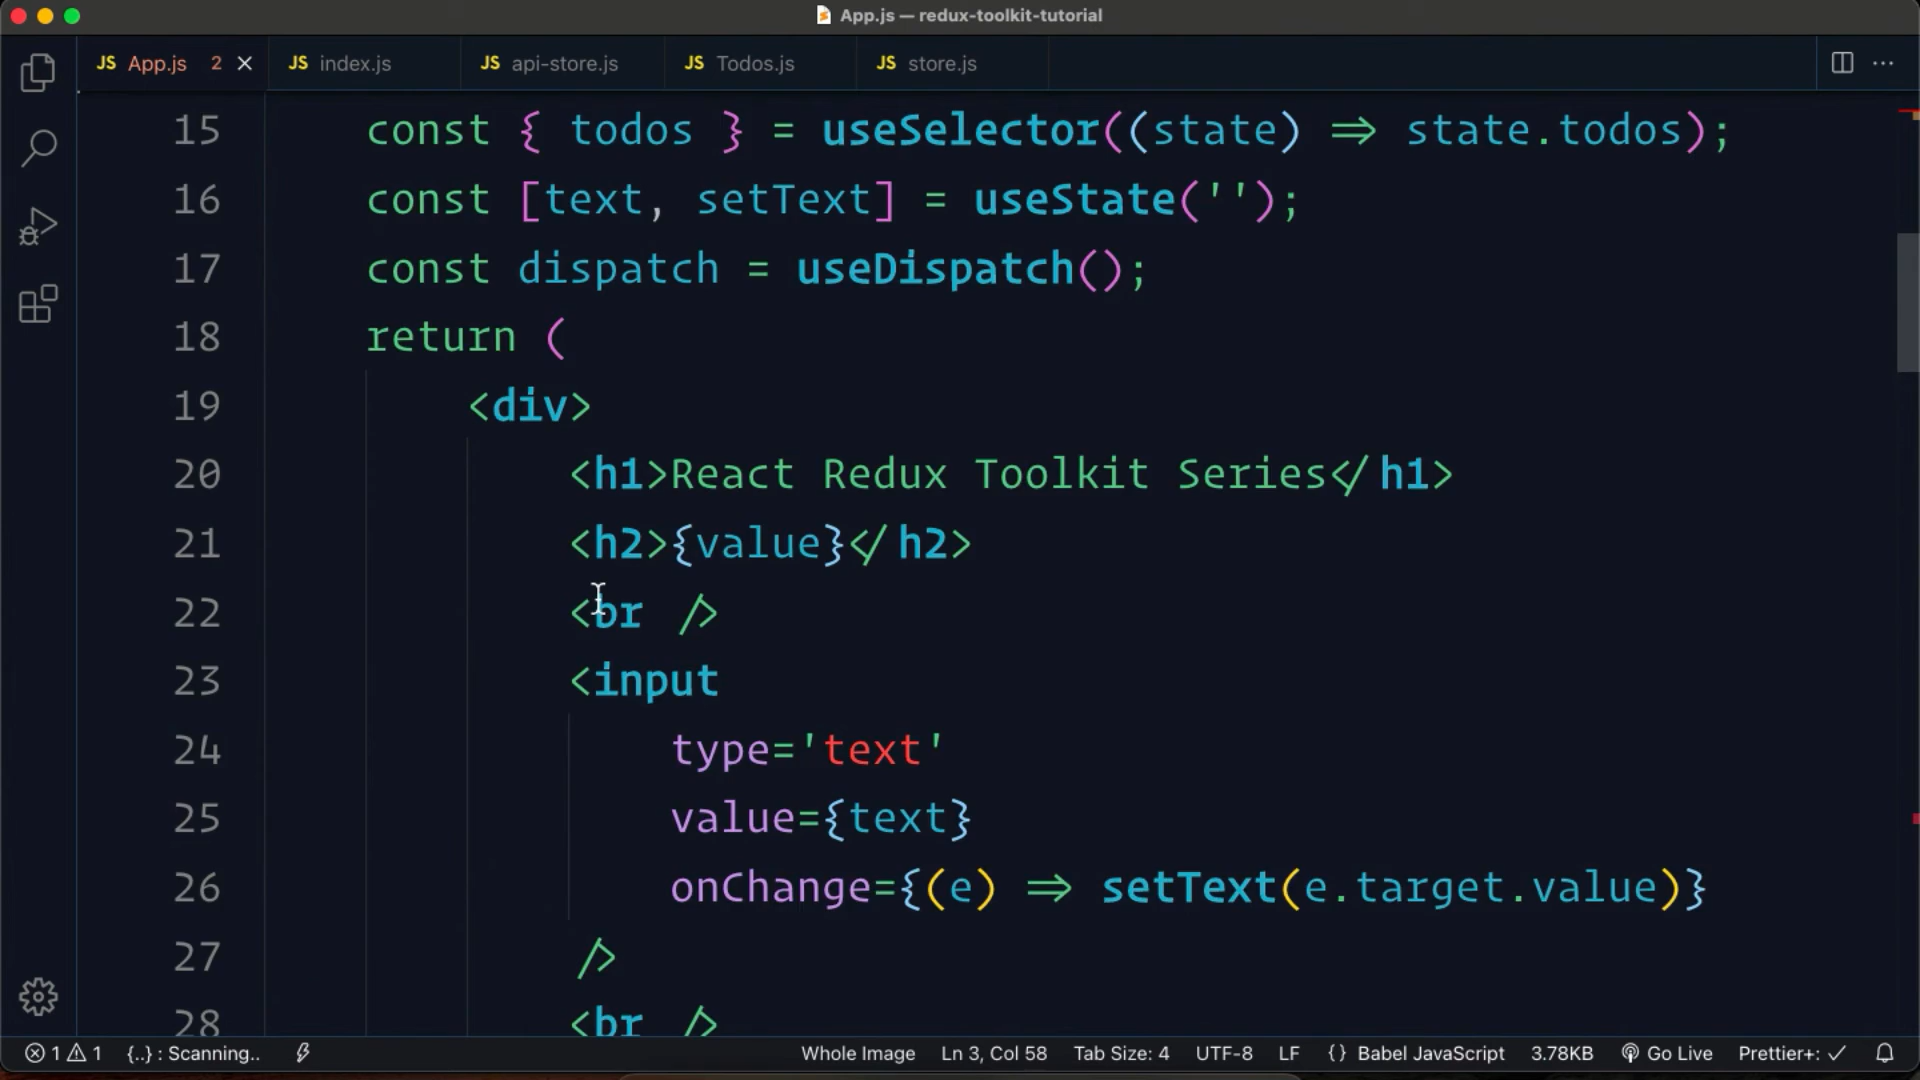 App.js — redux-toolkit-tutorial
JS App.js 2 JS index.js JS api-store.js JS Todos.js JS store.js
15 const { todos } = useSelector((state) => state.todos);
16 const [text, setText] = useState('');
17 const dispatch = useDispatch();
18 return (
19 <div>
20 <h1>React Redux Toolkit Series</h1>
21 <h2>{value}</h2>
22 <br />
23 <input
24 type='text'
25 value={text}
26 onChange={(e) => setText(e.target.value)}
27 />
28 <br />
1 1 {..} : Scanning.. Whole Image Ln 3, Col 58 Tab Size: 4 UTF-8 LF {} Babel JavaScript 3.78KB Go Live Prettier+: ✓